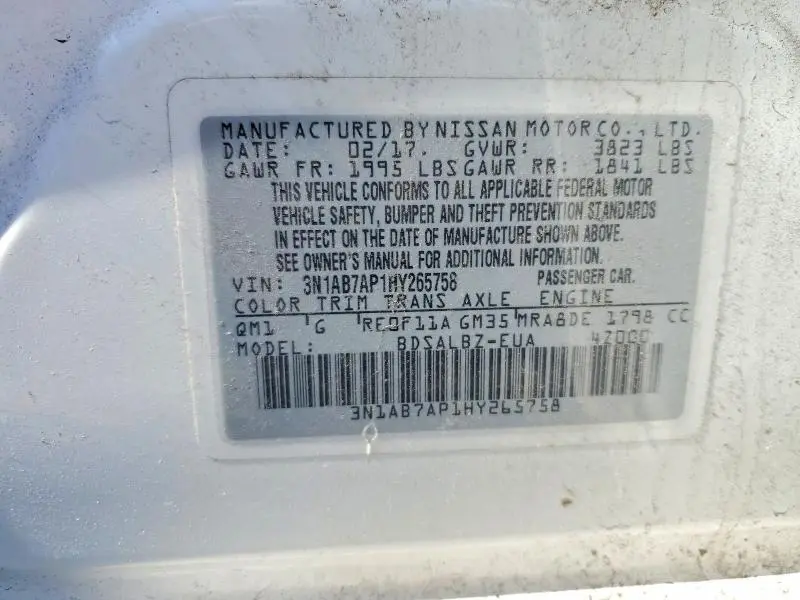 MANUFACTURED BY NISSAN MOTOR CO., LTD.
DATE: 02/17. GVWR: 3823 LBS
GAWR FR: 1995 LBS GAWR RR: 1841 LBS
THIS VEHICLE CONFORMS TO ALL APPLICABLE FEDERAL MOTOR
VEHICLE SAFETY, BUMPER AND THEFT PREVENTION STANDARDS
IN EFFECT ON THE DATE OF MANUFACTURE SHOWN ABOVE.
SEE OWNER'S MANUAL FOR ADDITIONAL INFORMATION.
VIN: 3N1AB7AP1HY265758 PASSENGER CAR.
COLOR TRIM TRANS AXLE ENGINE
QM1 G RE0F11A GM35 MRA8DE 1798 CC
MODEL: BDSALBZ-EUA 42000
3N1AB7AP1HY265758